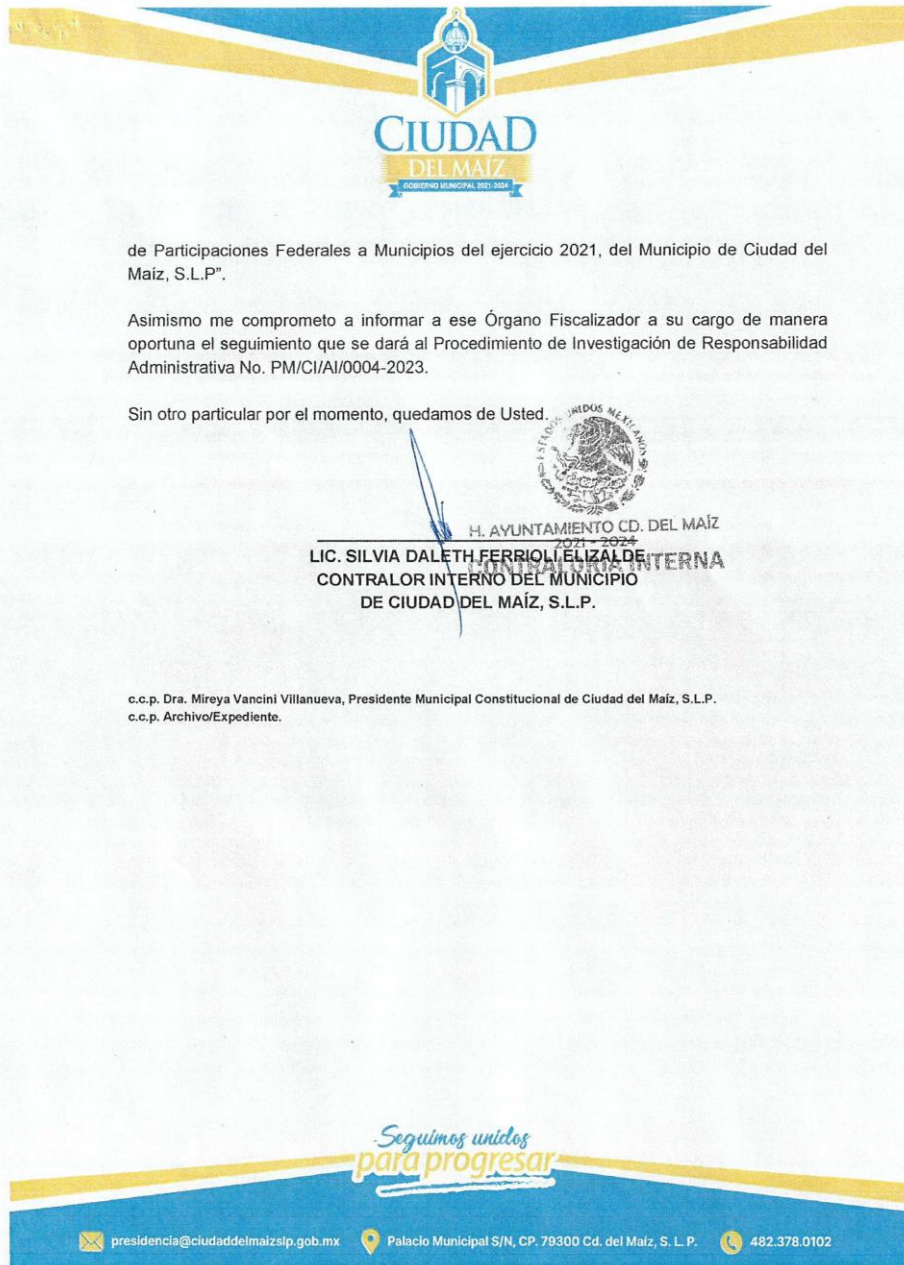 CIUDAD
DEL MAÍZ
GOBIERNO MUNICIPAL 2021-2024
de Participaciones Federales a Municipios del ejercicio 2021, del Municipio de Ciudad del
Maíz, S.L.P”.
Asimismo me comprometo a informar a ese Órgano Fiscalizador a su cargo de manera
oportuna el seguimiento que se dará al Procedimiento de Investigación de Responsabilidad
Administrativa No. PM/CI/AI/0004-2023.
Sin otro particular por el momento, quedamos de Usted.
ESTADOS UNIDOS MEXICANOS
H. AYUNTAMIENTO CD. DEL MAÍZ
2021 - 2024
CONTRALORIA INTERNA
LIC. SILVIA DALETH FERRIOLI ELIZALDE
CONTRALOR INTERNO DEL MUNICIPIO
DE CIUDAD DEL MAÍZ, S.L.P.
c.c.p. Dra. Mireya Vancini Villanueva, Presidente Municipal Constitucional de Ciudad del Maíz, S.L.P.
c.c.p. Archivo/Expediente.
Seguimos unidos
para progresar
presidencia@ciudaddelmaizslp.gob.mx Palacio Municipal S/N, CP. 79300 Cd. del Maíz, S. L. P. 482.378.0102